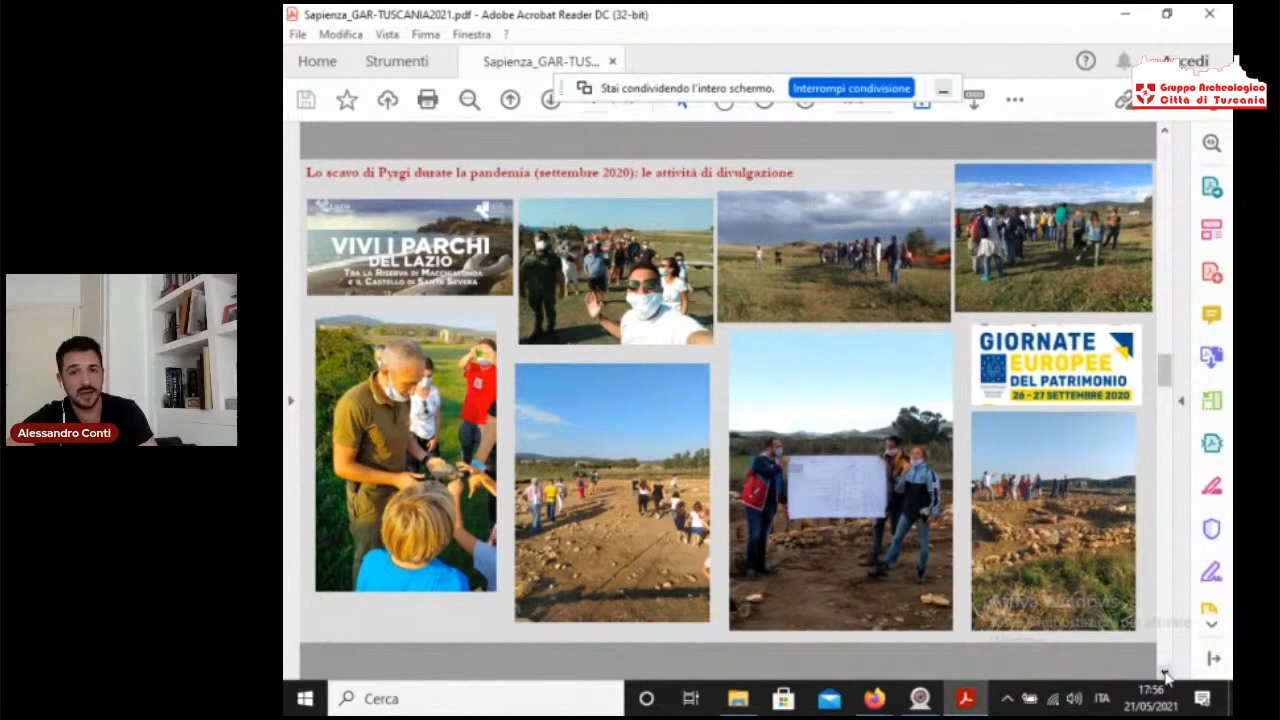 Sapienza_GAR-TUSCANIA2021.pdf - Adobe Acrobat Reader DC (32-bit)
File Modifica Vista Firma Finestra ?
Home Strumenti Sapienza_GAR-TUS... ×
Stai condividendo l'intero schermo. Interrompi condivisione
Gruppo Archeologico
Città di Tuscania
Lo scavo di Pyrgi durate la pandemia (settembre 2020): le attività di divulgazione
VIVI I PARCHI
DEL LAZIO
TRA LA RISERVA DI MACCHIATONDA
E IL CASTELLO DI SANTA SEVERA
GIORNATE
EUROPEE
DEL PATRIMONIO
26 - 27 SETTEMBRE 2020
Alessandro Conti
Cerca
ITA
17:56
21/05/2021